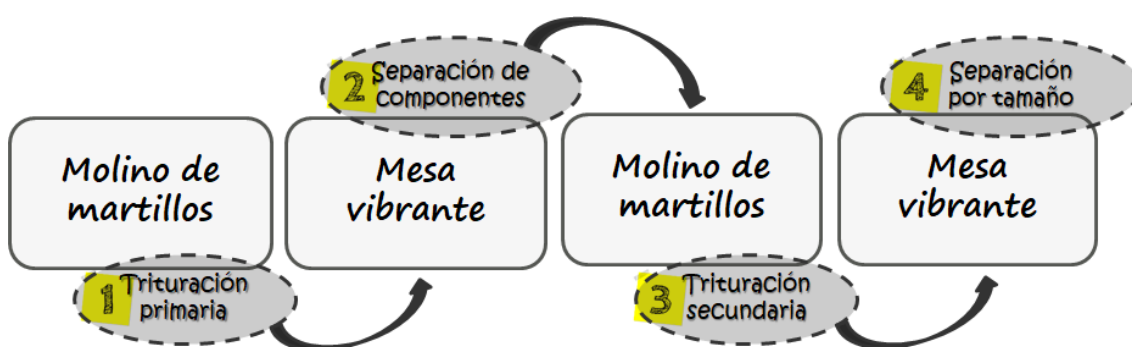 2 Separación de
componentes
4 Separación
por tamaño
Molino de
martillos
Mesa
vibrante
Molino de
martillos
Mesa
vibrante
1 Trituración
primaria
3 Trituración
secundaria